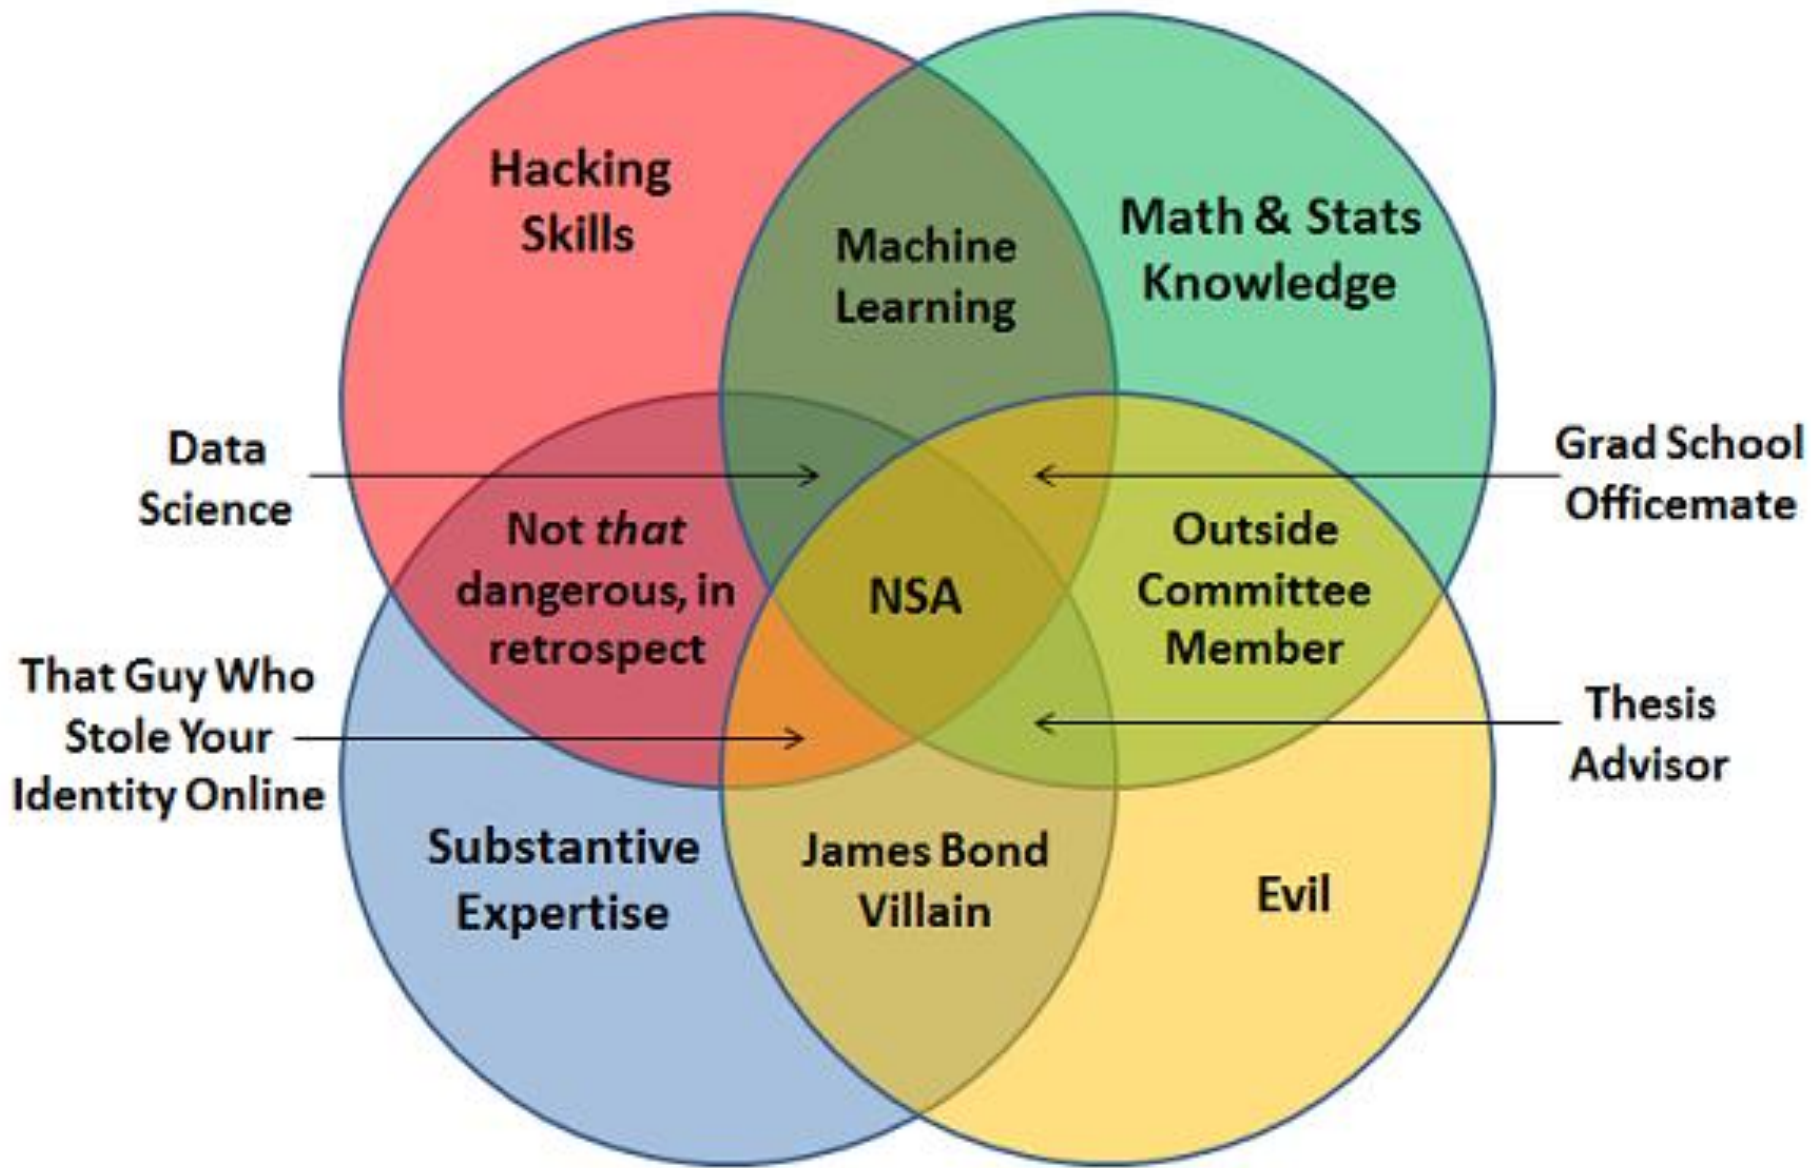 Hacking
Skills
Machine
Learning
Math & Stats
Knowledge
Data
Science
Grad School
Officemate
Not that
dangerous, in
retrospect
NSA
Outside
Committee
Member
That Guy Who
Stole Your
Identity Online
Thesis
Advisor
Substantive
Expertise
James Bond
Villain
Evil